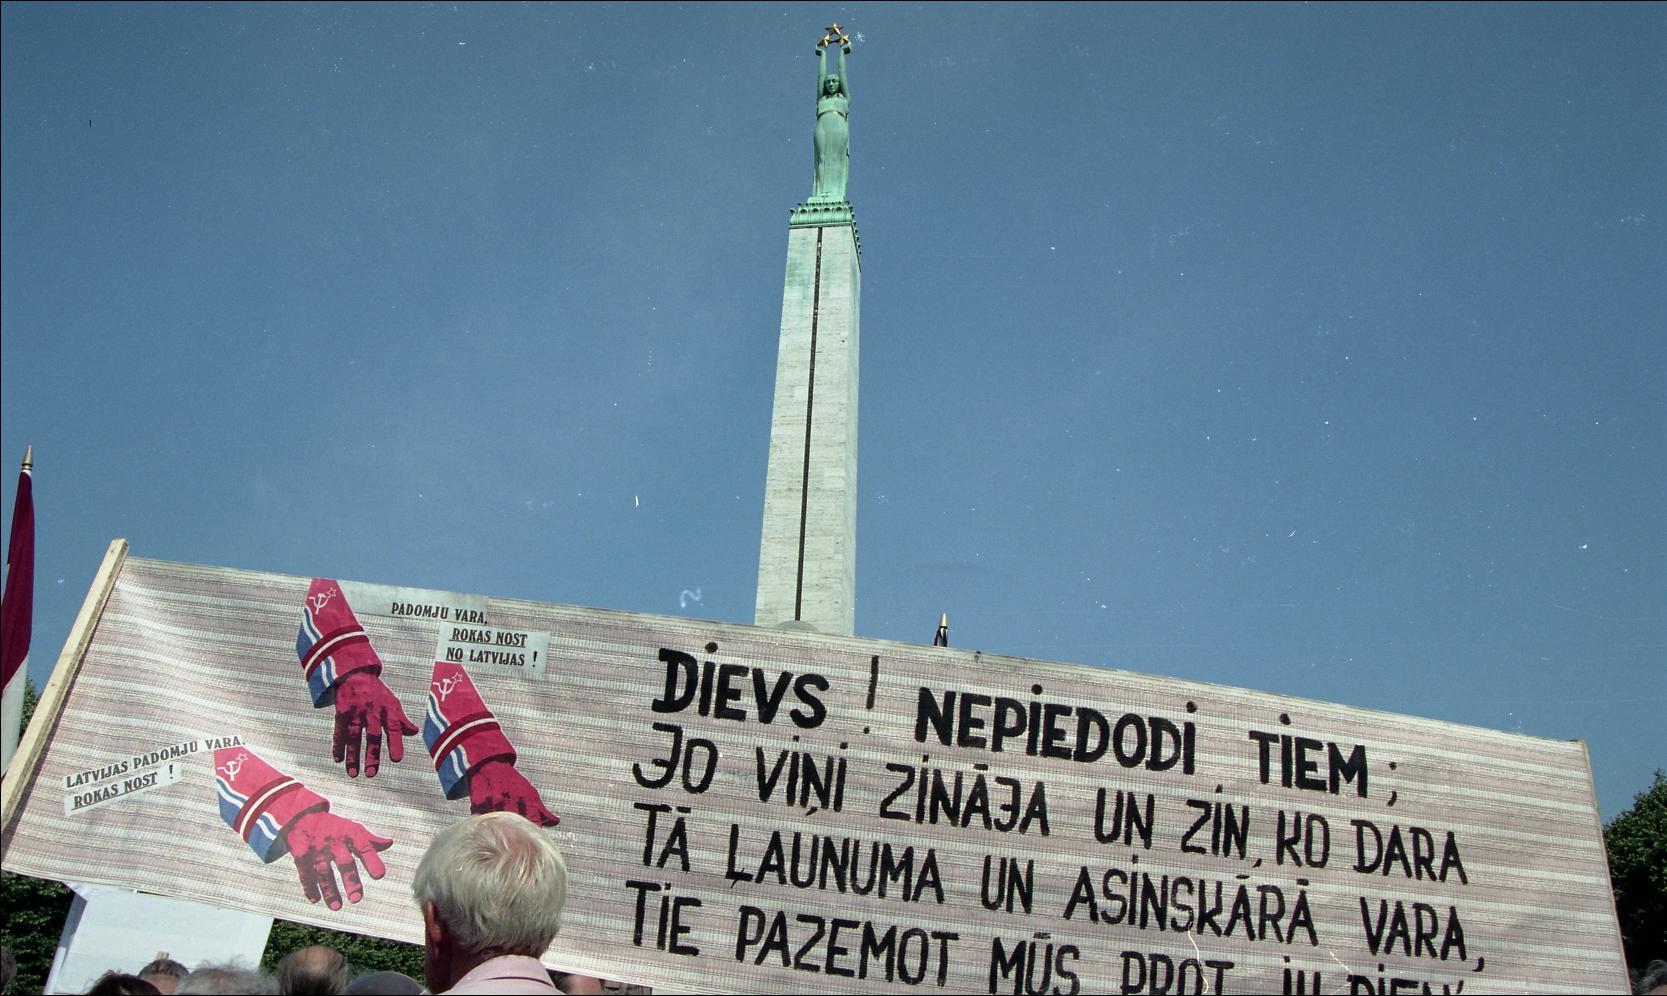 PADOMJU VARA,
ROKAS NOST
NO LATVIJAS !
LATVIJAS PADOMJU VARA,
ROKAS NOST !
DIEVS ! NEPIEDODI TIEM ;
JO VIŅI ZINĀJA UN ZIN, KO DARA
TĀ ĻAUNUMA UN ASINSKĀRĀ VARA,
TIE PAZEMOT MŪS PROT